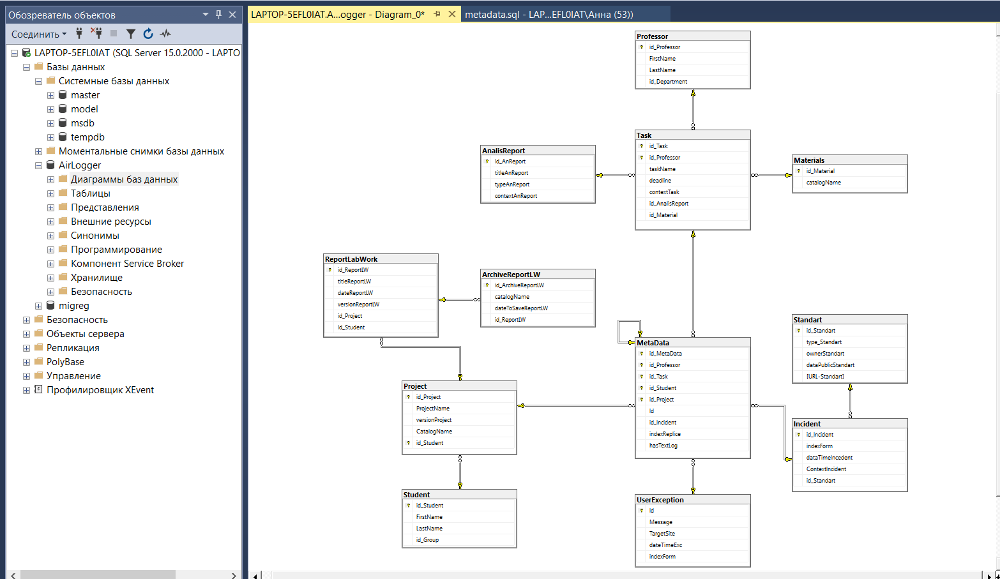 Обозреватель объектов
Соединить
LAPTOP-5EFL0IAT (SQL Server 15.0.2000 - LAPTO
Базы данных
Системные базы данных
master
model
msdb
tempdb
Моментальные снимки базы данных
AirLogger
Диаграммы баз данных
Таблицы
Представления
Внешние ресурсы
Синонимы
Программирование
Компонент Service Broker
Хранилище
Безопасность
migreg
Безопасность
Объекты сервера
Репликация
PolyBase
Управление
Профилировщик XEvent
LAPTOP-5EFL0IAT.A...ogger - Diagram_0*
metadata.sql - LAP...EFL0IAT\Анна (53))
Professor
id_Professor
FirstName
LastName
id_Department
Task
id_Task
id_Professor
taskName
deadline
contextTask
id_AnalisReport
id_Material
AnalisReport
id_AnReport
titleAnReport
typeAnReport
contextAnReport
Materials
id_Material
catalogName
ReportLabWork
id_ReportLW
titleReportLW
dateReportLW
versionReportLW
id_Project
id_Student
ArchiveReportLW
id_ArchiveReportLW
catalogName
dateToSaveReportLW
id_ReportLW
MetaData
id_MetaData
id_Professor
id_Task
id_Student
id_Project
Id
id_Incident
indexReplice
hasTextLog
Standart
id_Standart
type_Standart
ownerStandart
dataPublicStandart
[URL-Standart]
Project
id_Project
ProjectName
versionProject
CatalogName
id_Student
Incident
id_Incident
indexForm
dataTimeIncedent
ContextIncident
id_Standart
Student
id_Student
FirstName
LastName
id_Group
UserException
Id
Message
TargetSite
dateTimeExc
indexForm